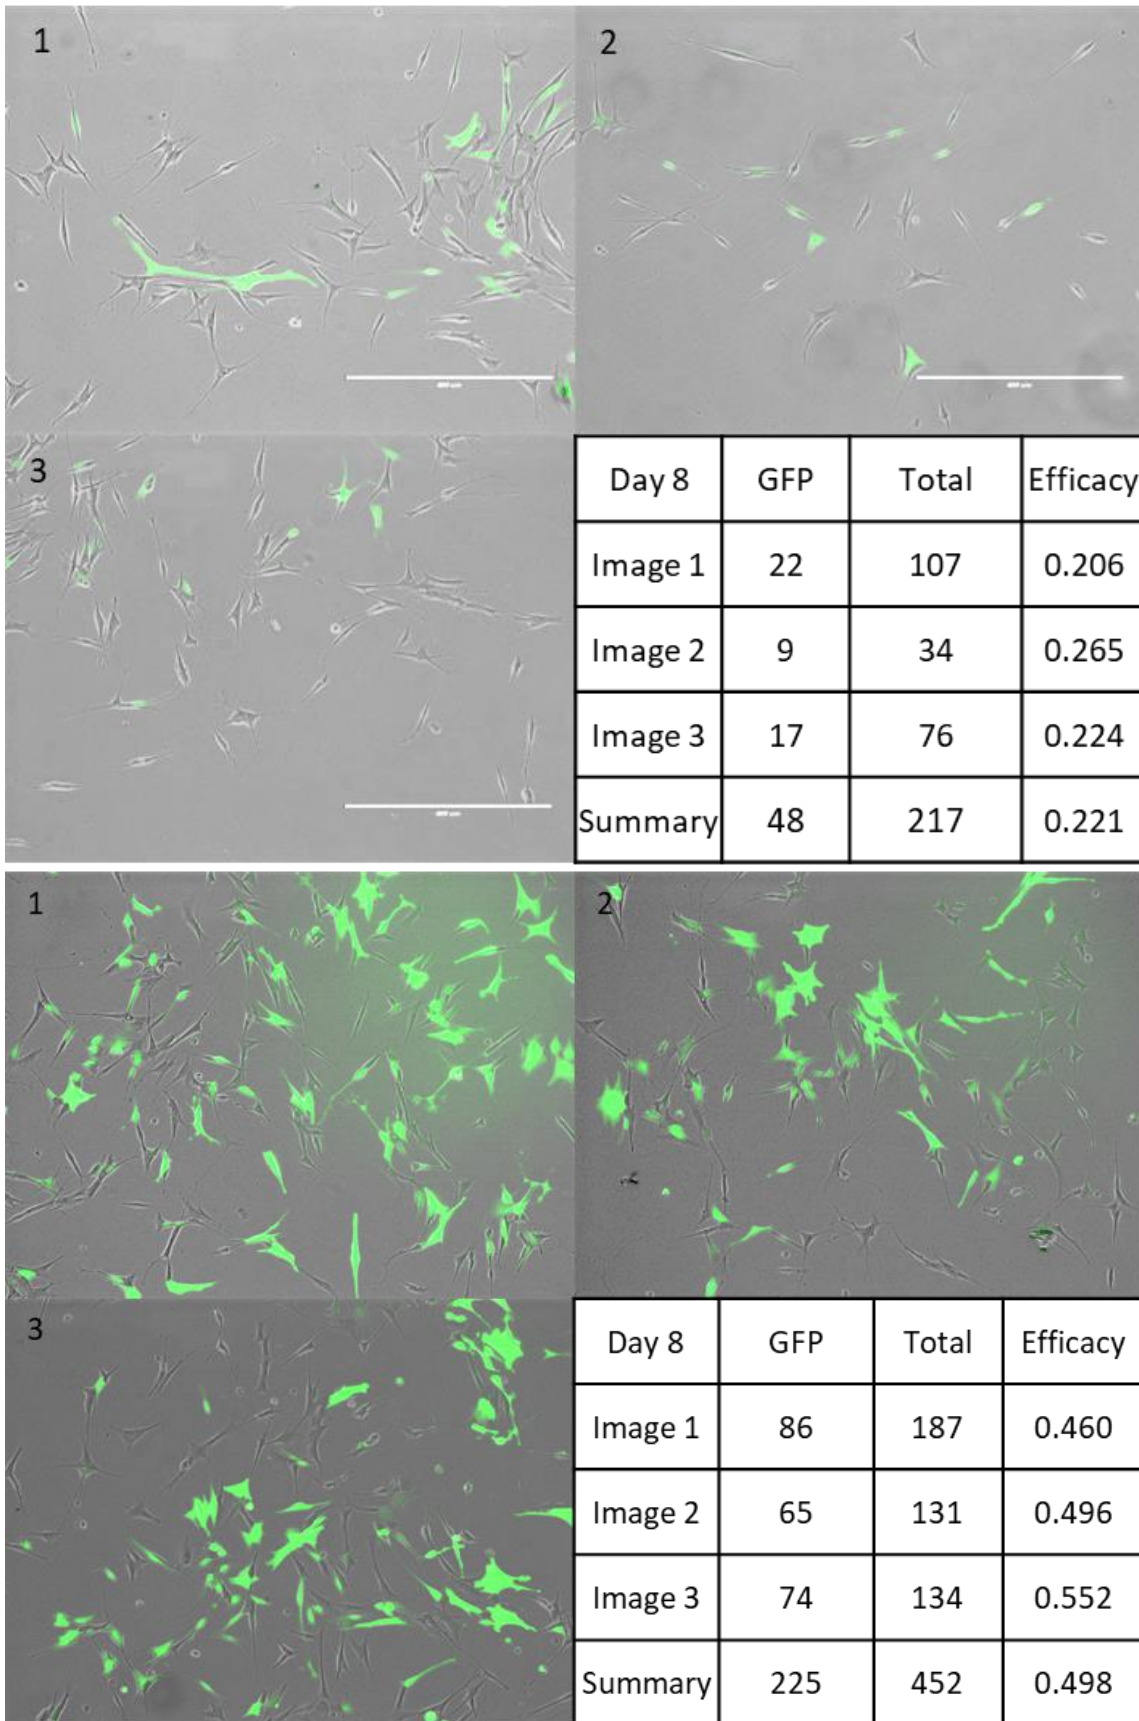 1
2
3
Day 8 GFP Total Efficacy
Image 1 22 107 0.206
Image 2 9 34 0.265
Image 3 17 76 0.224
Summary 48 217 0.221
1
2
3
Day 8 GFP Total Efficacy
Image 1 86 187 0.460
Image 2 65 131 0.496
Image 3 74 134 0.552
Summary 225 452 0.498